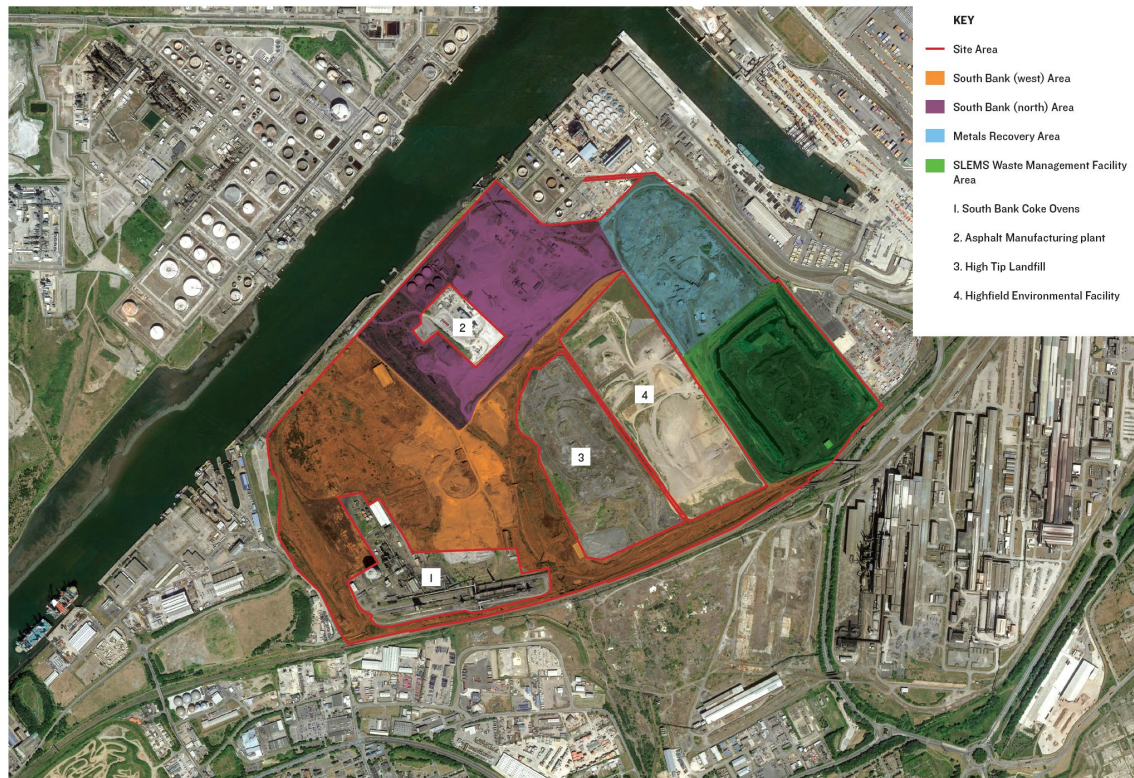 KEY
Site Area
South Bank (west) Area
South Bank (north) Area
Metals Recovery Area
SLEMS Waste Management Facility
Area
1. South Bank Coke Ovens
2. Asphalt Manufacturing plant
3. High Tip Landfill
4. Highfield Environmental Facility
2
4
3
1